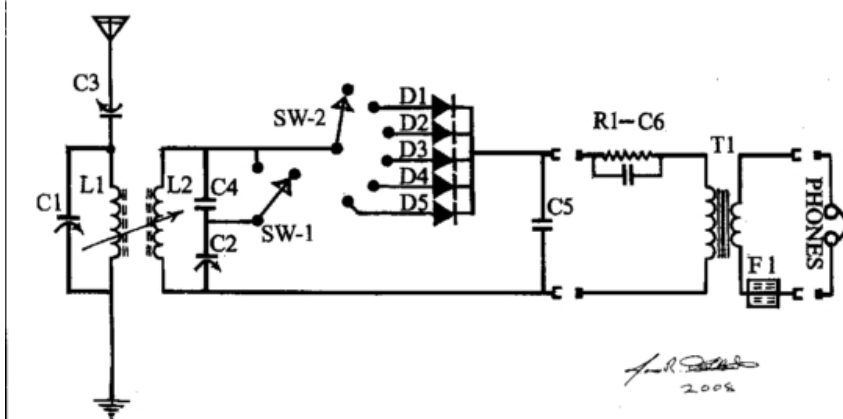 C3
SW-2
D1
D2
D3
D4
D5
R1-C6
T1
L1
L2
C1
C4
C2
SW-1
C5
PHONES
F1
2008